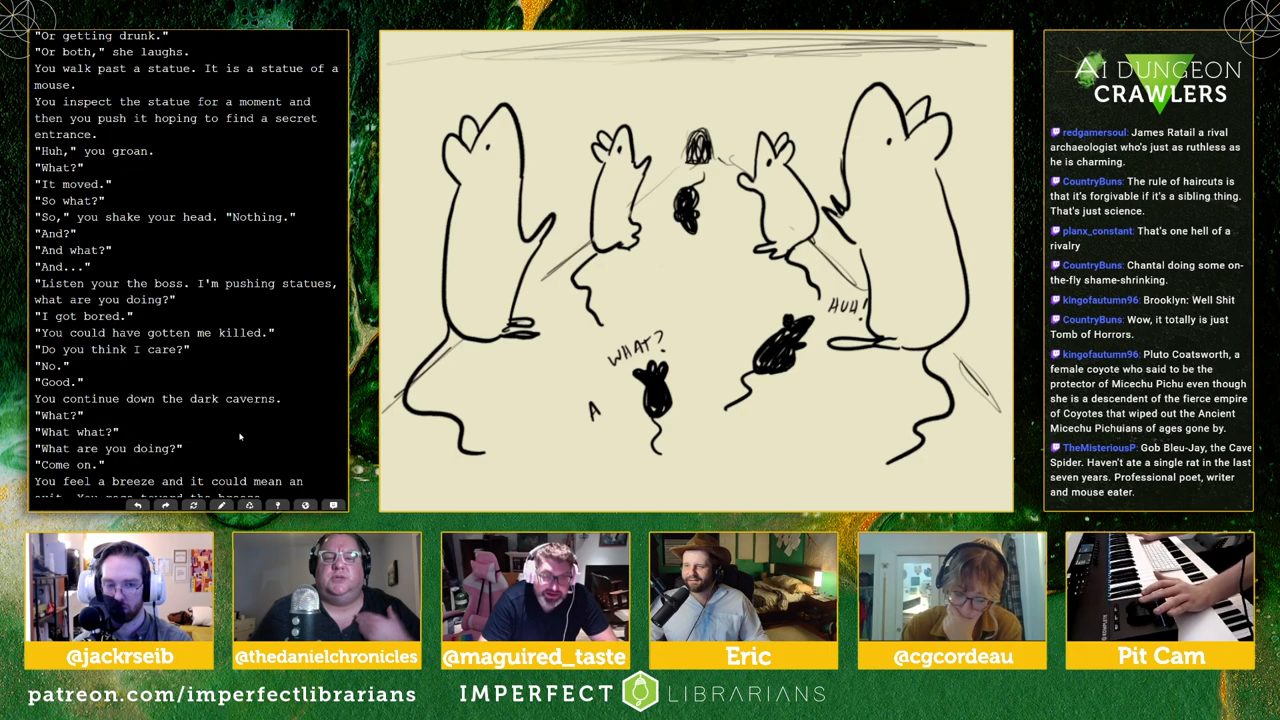 "Or getting drunk."
"Or both," she laughs.
You walk past a statue. It is a statue of a
mouse.
You inspect the statue for a moment and
then you push it hoping to find a secret
entrance.
"Huh," you groan.
"What?"
"It moved."
"So what?"
"So," you shake your head. "Nothing."
"And?"
"And what?"
"And..."
"Listen your the boss. I'm pushing statues,
what are you doing?"
"I got bored."
"You could have gotten me killed."
"Do you think I care?"
"No."
"Good."
You continue down the dark caverns.
"What?"
"What what?"
"What are you doing?"
"Come on."
You feel a breeze and it could mean an
exit. You race toward the breeze.
HUH!
WHAT?
A
AI DUNGEON
CRAWLERS
redgamersoul: James Ratail a rival
archaeologist who's just as ruthless as
he is charming.
CountryBuns: The rule of haircuts is
that it's forgivable if it's a sibling thing.
That's just science.
planx_constant: That's one hell of a
rivalry
CountryBuns: Chantal doing some on-
the-fly shame-shrinking.
kingofautumn96: Brooklyn: Well Shit
CountryBuns: Wow, it totally is just
Tomb of Horrors.
kingofautumn96: Pluto Coatsworth, a
female coyote who said to be the
protector of Micechu Pichu even though
she is a descendent of the fierce empire
of Coyotes that wiped out the Ancient
Micechu Pichuians of ages gone by.
TheMisteriousP: Gob Bleu-Jay, the Cave
Spider. Haven't ate a single rat in the last
seven years. Professional poet, writer
and mouse eater.
@jackrseib
@thedanielchronicles
@maguired_taste
Eric
@cgcordeau
Pit Cam
patreon.com/imperfectlibrarians
IMPERFECT LIBRARIANS